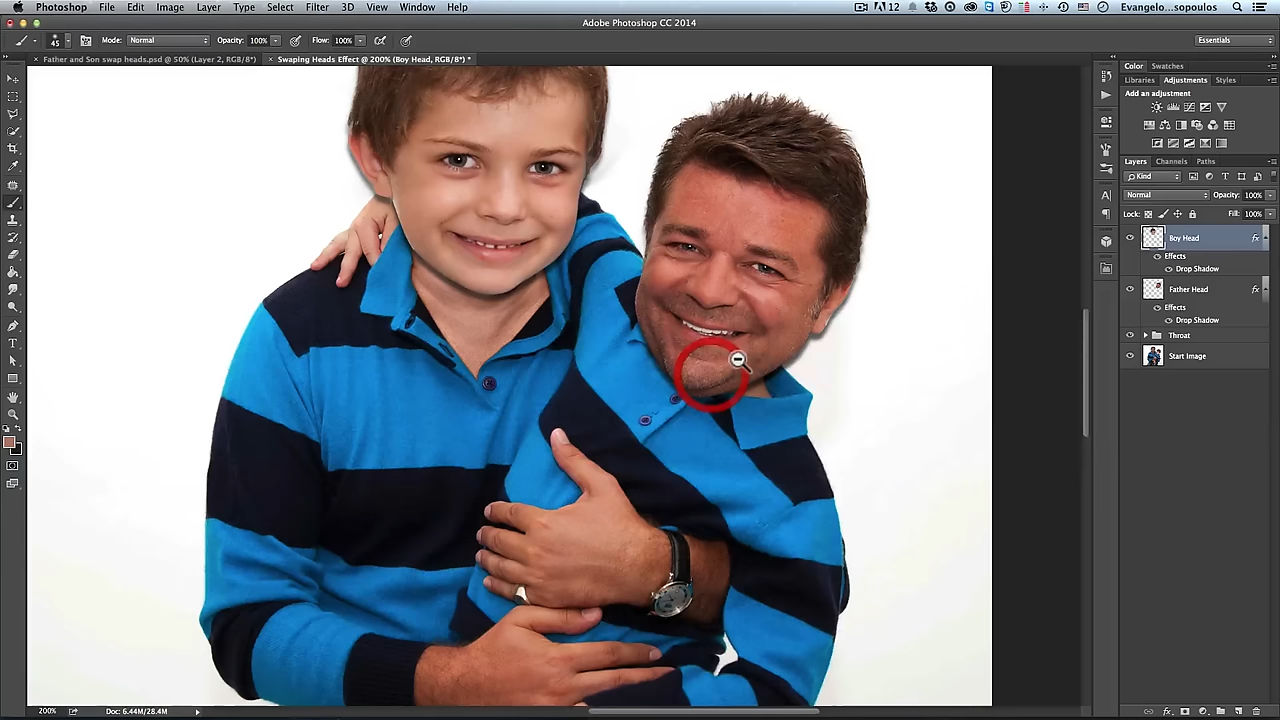 Photoshop File Edit Image Layer Type Select Filter 3D View Window Help 12 Evangelo...sopoulos
Adobe Photoshop CC 2014
45 Mode: Normal Opacity: 100% Flow: 100% Essentials
× Father and Son swap heads.psd @ 50% (Layer 2, RGB/8*) × Swaping Heads Effect @ 200% (Boy Head, RGB/8*) *
Color Swatches
Libraries Adjustments Styles
Add an adjustment
Layers Channels Paths
Kind
Normal Opacity: 100%
Lock: Fill: 100%
Boy Head fx
Effects
Drop Shadow
Father Head fx
Effects
Drop Shadow
Throat
Start Image
200% Doc: 6.44M/28.4M